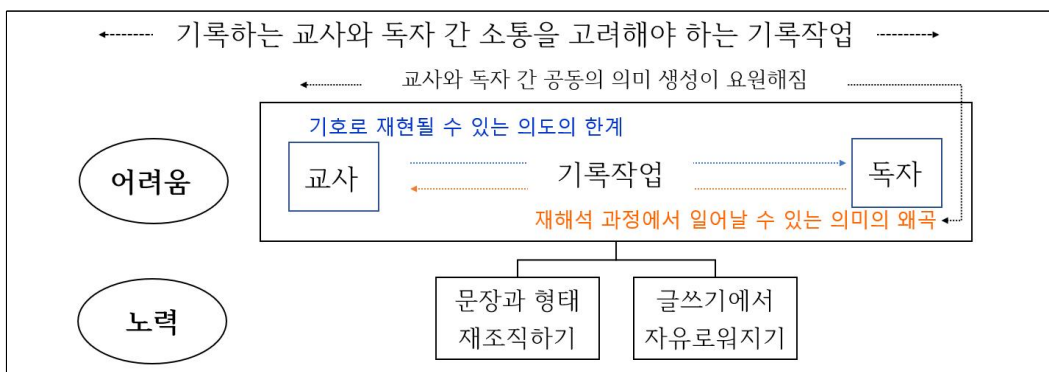 기록하는 교사와 독자 간 소통을 고려해야 하는 기록작업
교사와 독자 간 공동의 의미 생성이 요원해짐
기호로 재현될 수 있는 의도의 한계
어려움
교사
기록작업
독자
재해석 과정에서 일어날 수 있는 의미의 왜곡
노력
문장과 형태
재조직하기
글쓰기에서
자유로워지기